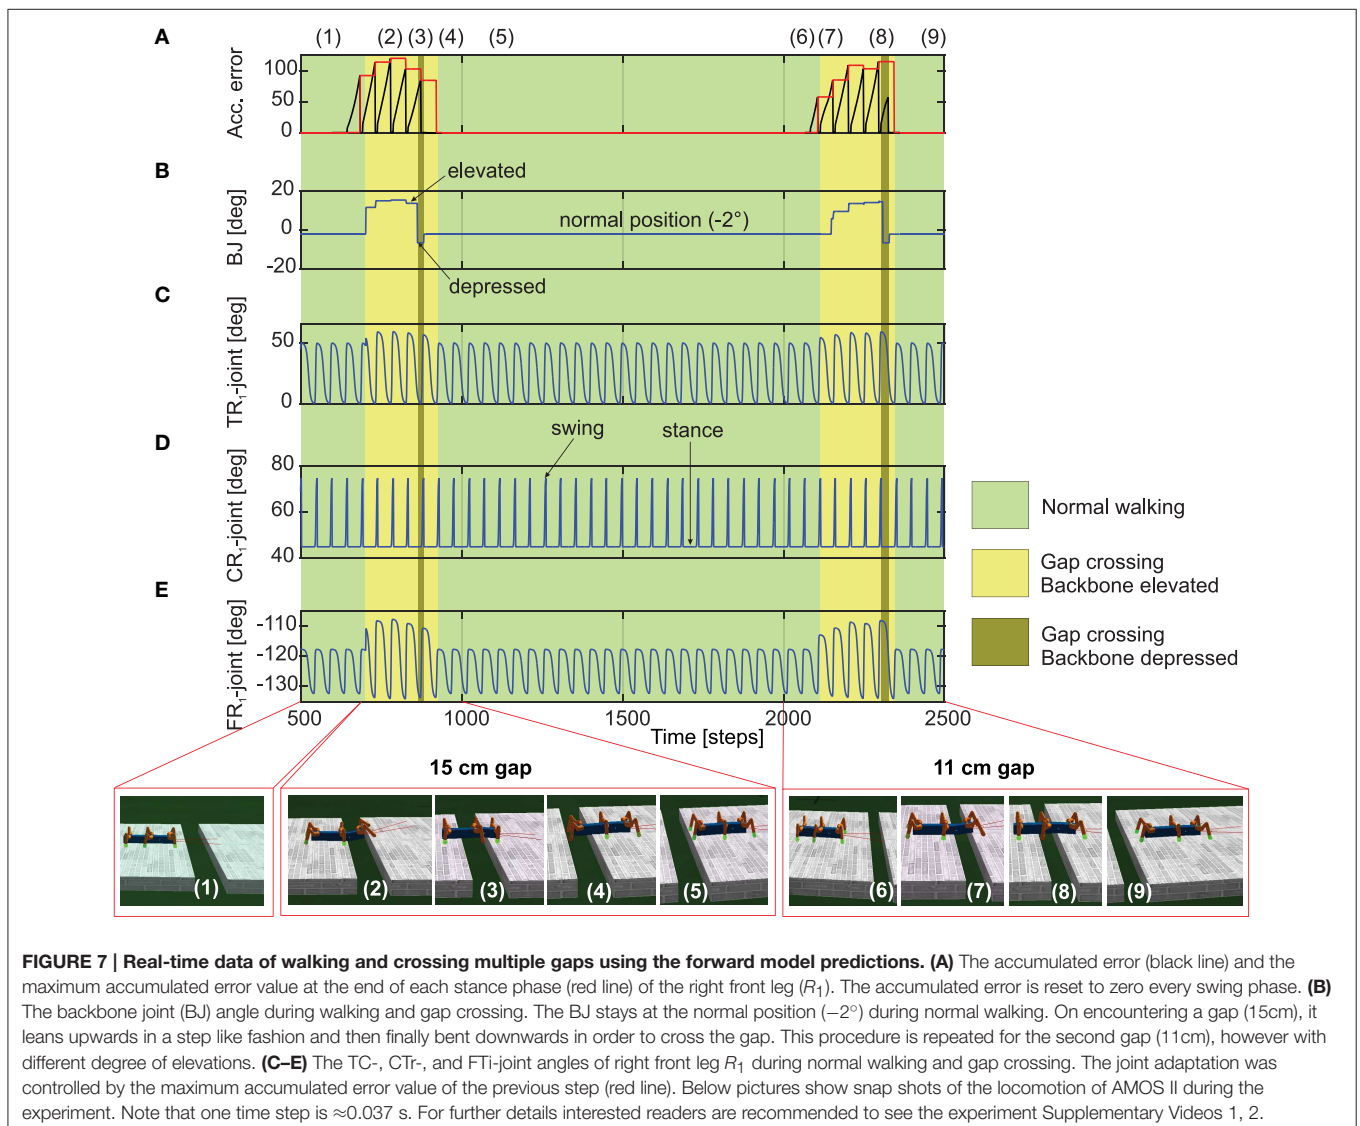 A
(1) (2) (3) (4) (5) (6) (7) (8) (9)
Acc. error
100
50
0
B
elevated
BJ [deg]
20
0
-20
normal position (-2°)
depressed
C
TR₁-joint [deg]
50
0
D
swing stance
CR₁-joint [deg]
80
60
40
Normal walking
Gap crossing
Backbone elevated
Gap crossing
Backbone depressed
E
FR₁-joint [deg]
-110
-120
-130
500 1000 1500 2000 2500
Time [steps]
15 cm gap 11 cm gap
(1) (2) (3) (4) (5) (6) (7) (8) (9)
FIGURE 7 | Real-time data of walking and crossing multiple gaps using the forward model predictions. (A) The accumulated error (black line) and the
maximum accumulated error value at the end of each stance phase (red line) of the right front leg (R₁). The accumulated error is reset to zero every swing phase. (B)
The backbone joint (BJ) angle during walking and gap crossing. The BJ stays at the normal position (−2°) during normal walking. On encountering a gap (15cm), it
leans upwards in a step like fashion and then finally bent downwards in order to cross the gap. This procedure is repeated for the second gap (11cm), however with
different degree of elevations. (C–E) The TC-, CTr-, and FTi-joint angles of right front leg R₁ during normal walking and gap crossing. The joint adaptation was
controlled by the maximum accumulated error value of the previous step (red line). Below pictures show snap shots of the locomotion of AMOS II during the
experiment. Note that one time step is ≈0.037 s. For further details interested readers are recommended to see the experiment Supplementary Videos 1, 2.